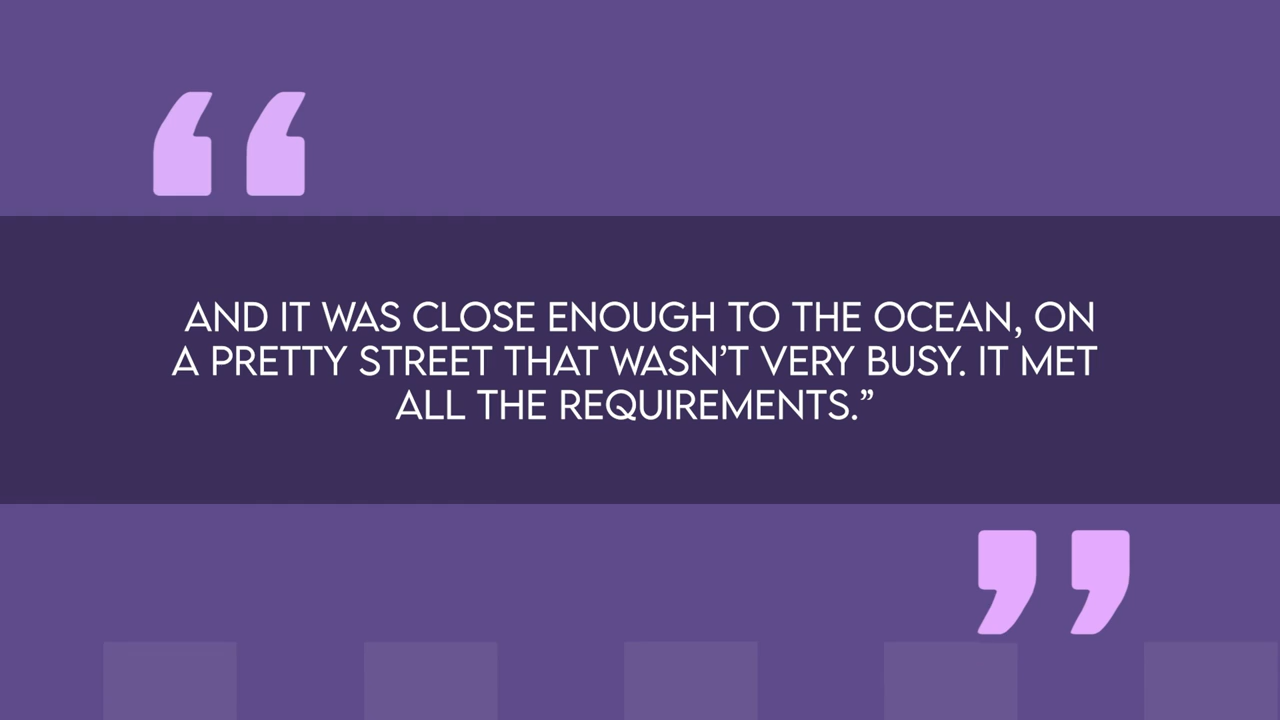 AND IT WAS CLOSE ENOUGH TO THE OCEAN, ON
A PRETTY STREET THAT WASN’T VERY BUSY. IT MET
ALL THE REQUIREMENTS.”